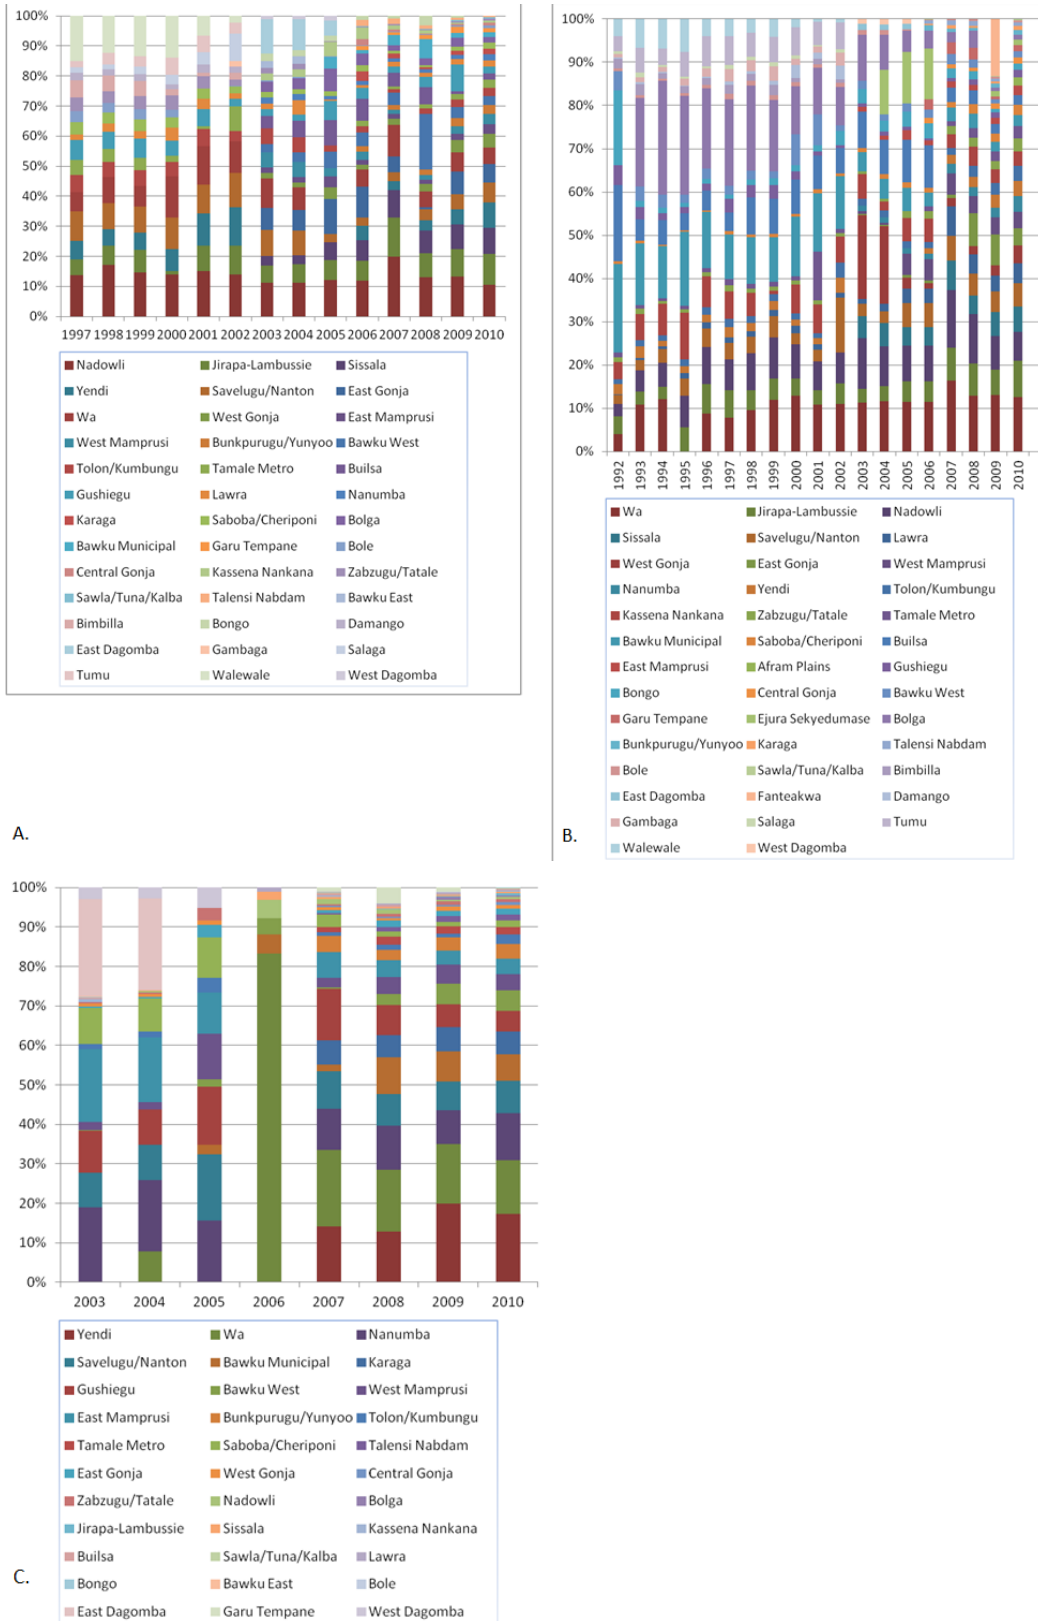 100%
90%
80%
70%
60%
50%
40%
30%
20%
10%
0%
1997 1998 1999 2000 2001 2002 2003 2004 2005 2006 2007 2008 2009 2010
Nadowli Jirapa-Lambussie Sissala
Yendi Savelugu/Nanton East Gonja
Wa West Gonja East Mamprusi
West Mamprusi Bunkpurugu/Yunyoo Bawku West
Tolon/Kumbungu Tamale Metro Builsa
Gushiegu Lawra Nanumba
Karaga Saboba/Cheriponi Bolga
Bawku Municipal Garu Tempane Bole
Central Gonja Kassena Nankana Zabzugu/Tatale
Sawla/Tuna/Kalba Talensi Nabdam Bawku East
Bimbilla Bongo Damango
East Dagomba Gambaga Salaga
Tumu Walewale West Dagomba
A.
100%
90%
80%
70%
60%
50%
40%
30%
20%
10%
0%
1992 1993 1994 1995 1996 1997 1998 1999 2000 2001 2002 2003 2004 2005 2006 2007 2008 2009 2010
Wa Jirapa-Lambussie Nadowli
Sissala Savelugu/Nanton Lawra
West Gonja East Gonja West Mamprusi
Nanumba Yendi Tolon/Kumbungu
Kassena Nankana Zabzugu/Tatale Tamale Metro
Bawku Municipal Saboba/Cheriponi Builsa
East Mamprusi Afram Plains Gushiegu
Bongo Central Gonja Bawku West
Garu Tempane Ejura Sekyedumase Bolga
Bunkpurugu/Yunyoo Karaga Talensi Nabdam
Bole Sawla/Tuna/Kalba Bimbilla
East Dagomba Fanteakwa Damango
Gambaga Salaga Tumu
Walewale West Dagomba
B.
100%
90%
80%
70%
60%
50%
40%
30%
20%
10%
0%
2003 2004 2005 2006 2007 2008 2009 2010
Yendi Wa Nanumba
Savelugu/Nanton Bawku Municipal Karaga
Gushiegu Bawku West West Mamprusi
East Mamprusi Bunkpurugu/Yunyoo Tolon/Kumbungu
Tamale Metro Saboba/Cheriponi Talensi Nabdam
East Gonja West Gonja Central Gonja
Zabzugu/Tatale Nadowli Bolga
Jirapa-Lambussie Sissala Kassena Nankana
Builsa Sawla/Tuna/Kalba Lawra
Bongo Bawku East Bole
East Dagomba Garu Tempane West Dagomba
C.